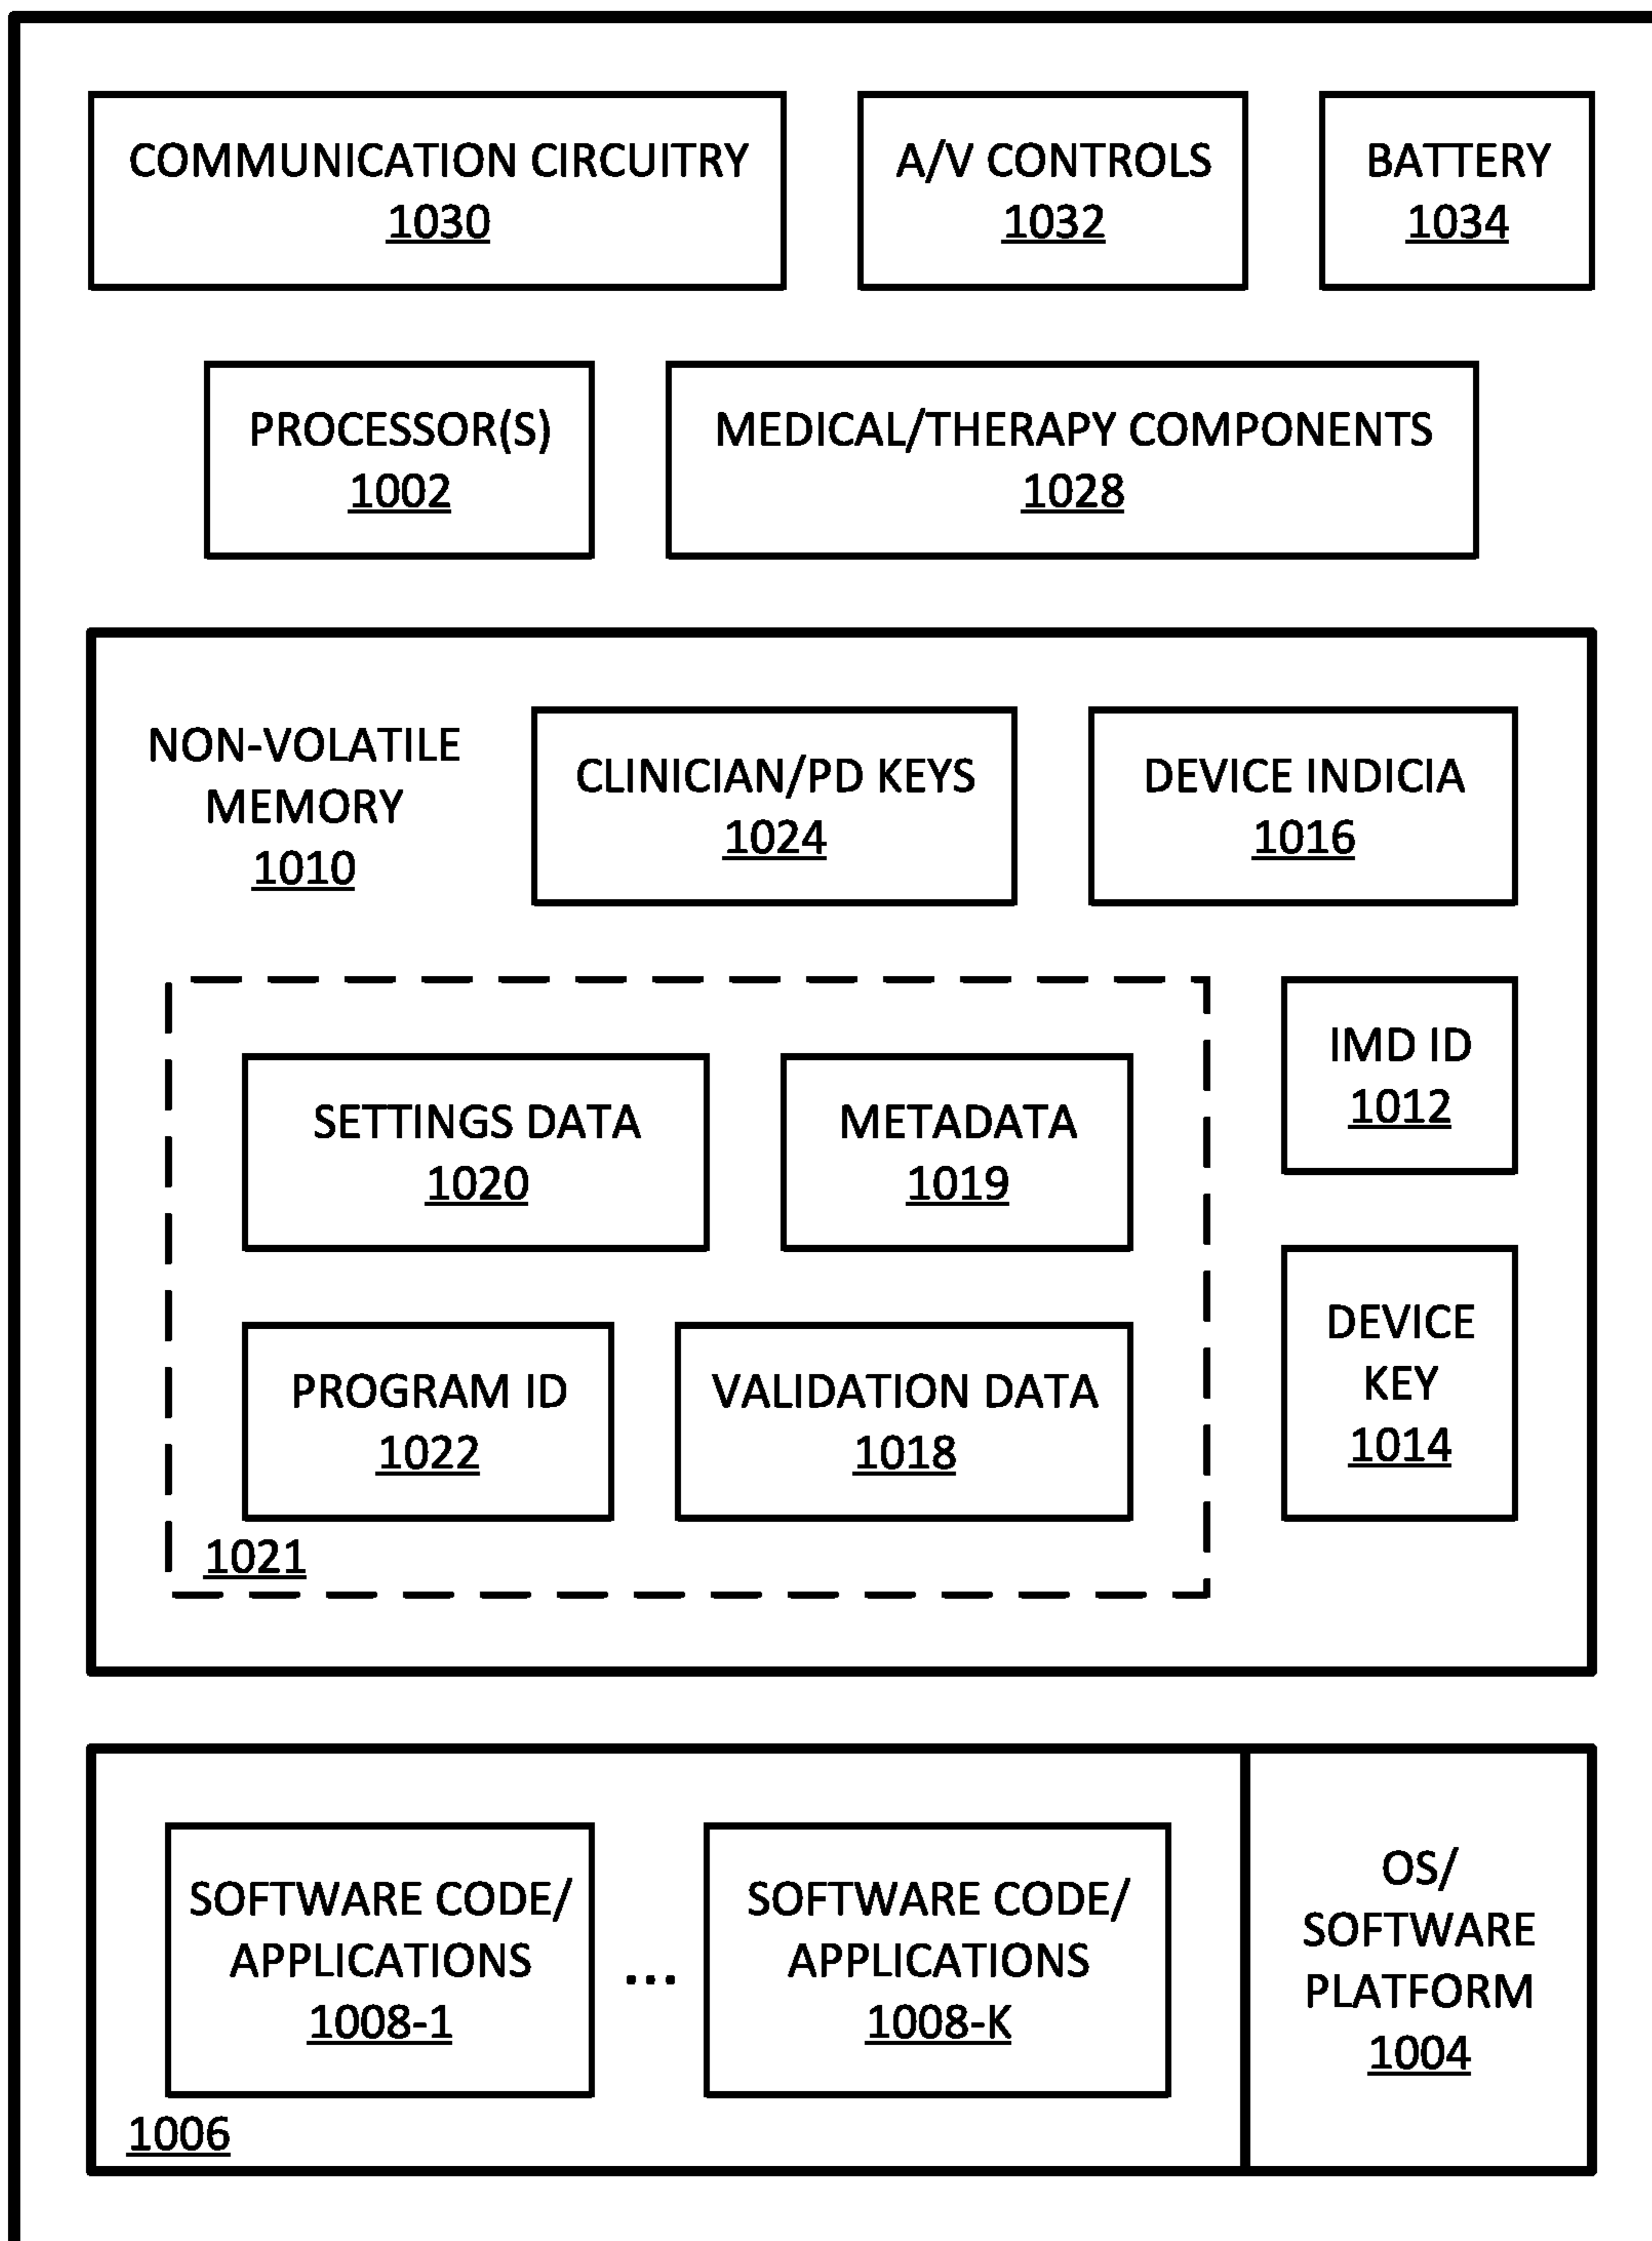 COMMUNICATION CIRCUITRY
1030
A/V CONTROLS
1032
BATTERY
1034
PROCESSOR(S)
1002
MEDICAL/THERAPY COMPONENTS
1028
NON-VOLATILE
MEMORY
1010
CLINICIAN/PD KEYS
1024
DEVICE INDICIA
1016
SETTINGS DATA
1020
METADATA
1019
IMD ID
1012
PROGRAM ID
1022
VALIDATION DATA
1018
DEVICE
KEY
1014
1021
SOFTWARE CODE/
APPLICATIONS
1008-1
...
SOFTWARE CODE/
APPLICATIONS
1008-K
OS/
SOFTWARE
PLATFORM
1004
1006